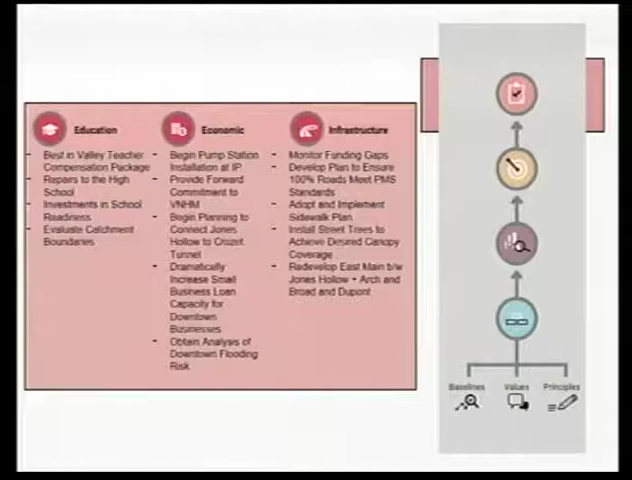 Education
- Best in Valley Teacher
Compensation Package
- Repairs to the High
School
- Investments in School
Readiness
- Evaluate Catchment
Boundaries
Economic
- Begin Pump Station
Installation at IP
- Provide Forward
Commitment to
VNHM
- Begin Planning to
Connect Jones
Hollow to Crozet
Tunnel
- Dramatically
Increase Small
Business Loan
Capacity for
Downtown
Businesses
- Obtain Analysis of
Downtown Flooding
Risk
Infrastructure
- Monitor Funding Gaps
- Develop Plan to Ensure
100% Roads Meet PMS
Standards
- Adopt and Implement
Sidewalk Plan
- Install Street Trees to
Achieve Desired Canopy
Coverage
- Redevelop East Main b/w
Jones Hollow + Arch and
Broad and Dupont
Baselines
Values
Principles